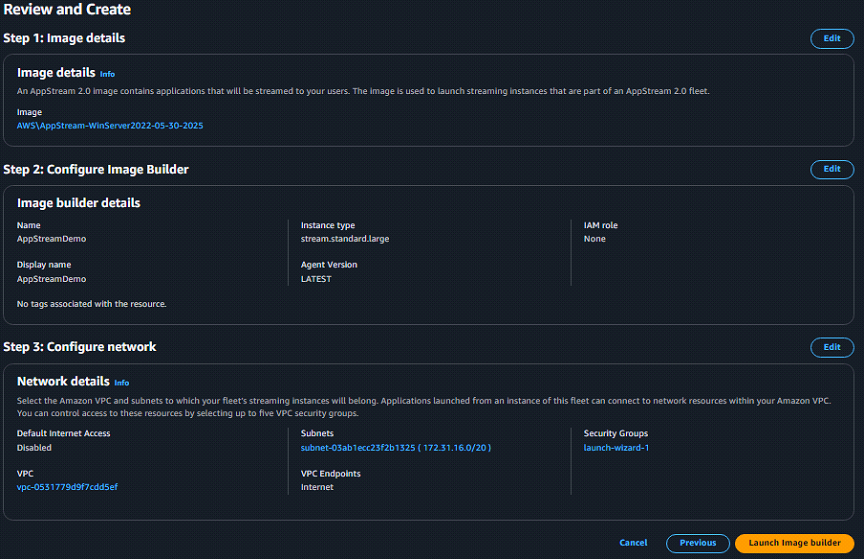 Review and Create
Step 1: Image details
Edit
Image details Info
An AppStream 2.0 image contains applications that will be streamed to your users. The image is used to launch streaming instances that are part of an AppStream 2.0 fleet.
Image
AWS\AppStream-WinServer2022-05-30-2025
Step 2: Configure Image Builder
Edit
Image builder details
Name
AppStreamDemo
Display name
AppStreamDemo
Instance type
stream.standard.large
Agent Version
LATEST
IAM role
None
No tags associated with the resource.
Step 3: Configure network
Edit
Network details Info
Select the Amazon VPC and subnets to which your fleet's streaming instances will belong. Applications launched from an instance of this fleet can connect to network resources within your Amazon VPC.
You can control access to these resources by selecting up to five VPC security groups.
Default Internet Access
Disabled
VPC
vpc-0531779d9f7cdd5ef
Subnets
subnet-03ab1ecc23f2b1325 ( 172.31.16.0/20 )
VPC Endpoints
Internet
Security Groups
launch-wizard-1
Cancel
Previous
Launch Image builder